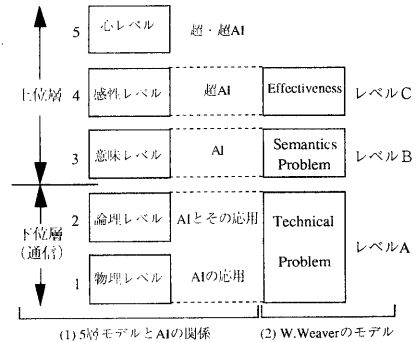 5 心レベル 超・超AI
上位層 4 感性レベル 超AI Effectiveness レベルC
3 意味レベル AI Semantics Problem レベルB
下位層
(通信)
2 論理レベル AIとその応用 Technical Problem レベルA
1 物理レベル AIの応用
(1) 5層モデルとAIの関係 (2) W.Weaverのモデル